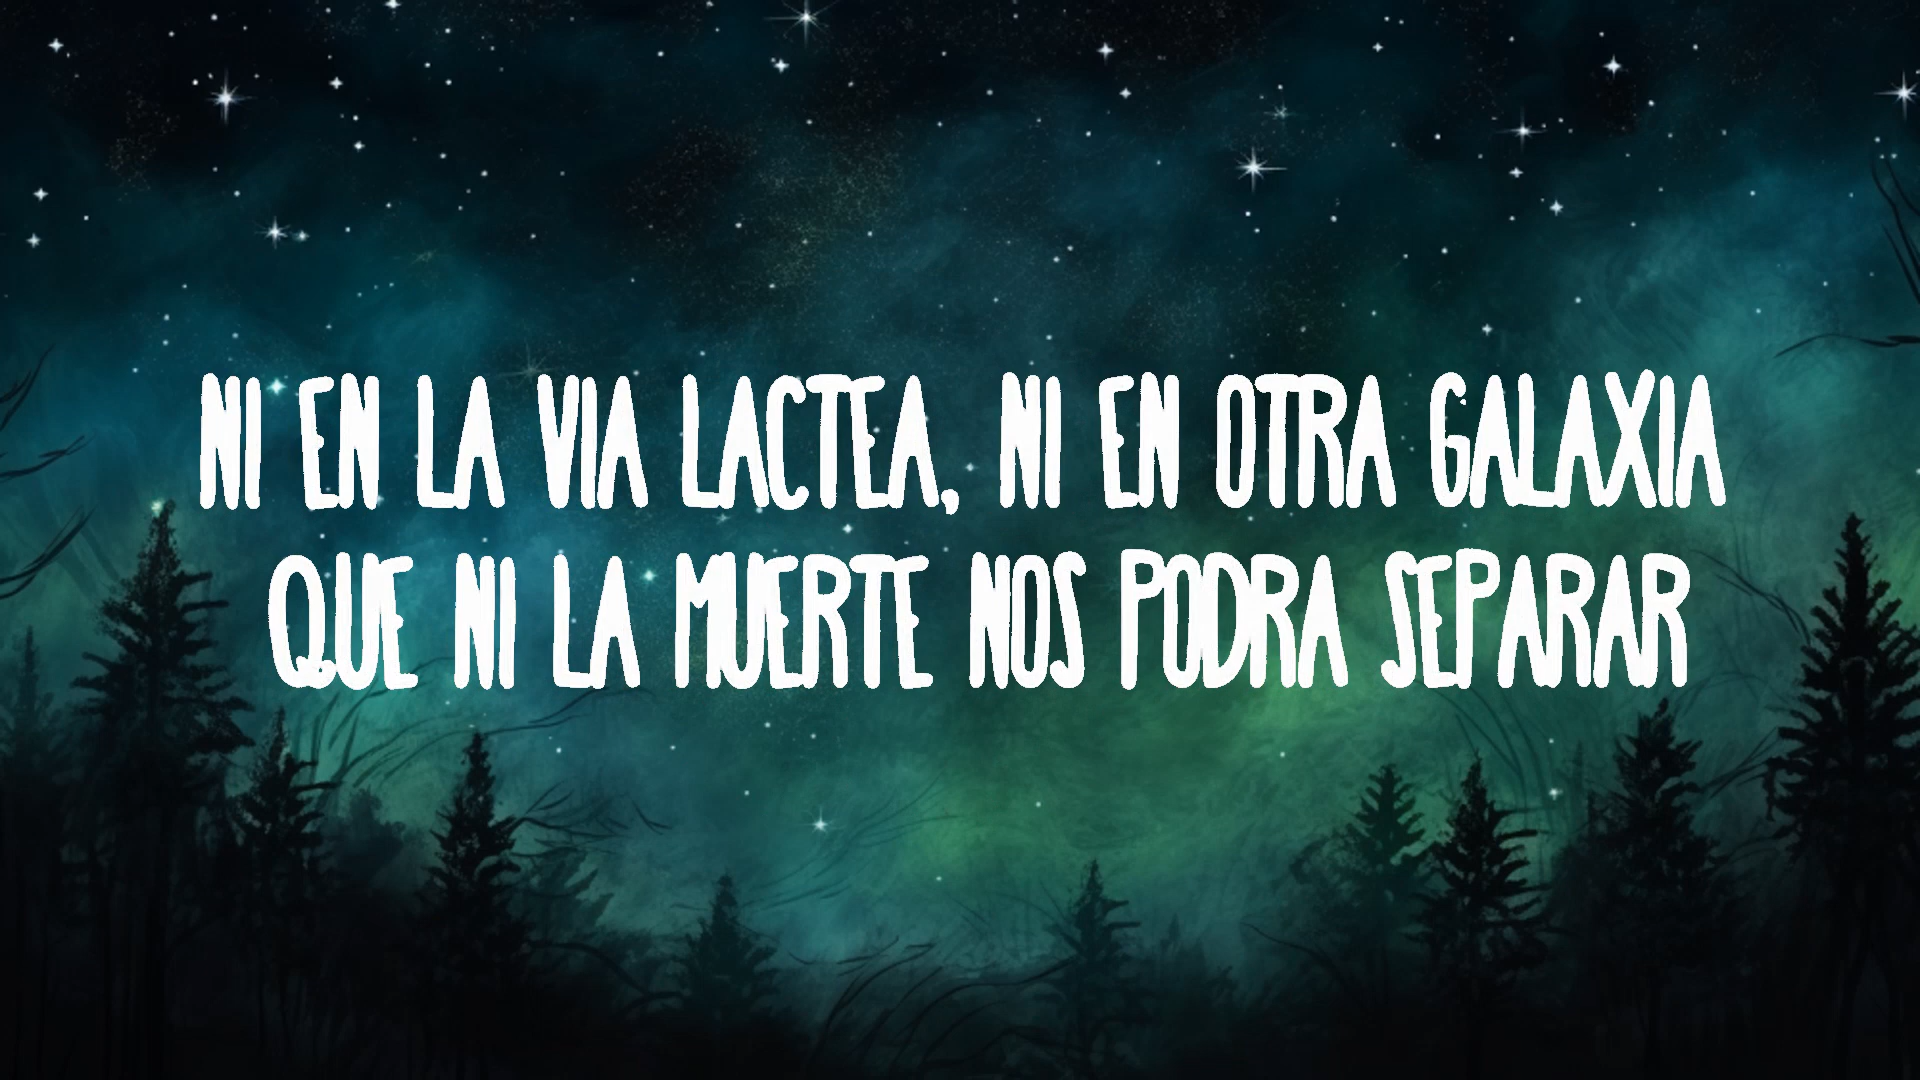 NI EN LA VIA LACTEA, NI EN OTRA GALAXIA
QUE NI LA MUERTE NOS PODRA SEPARAR